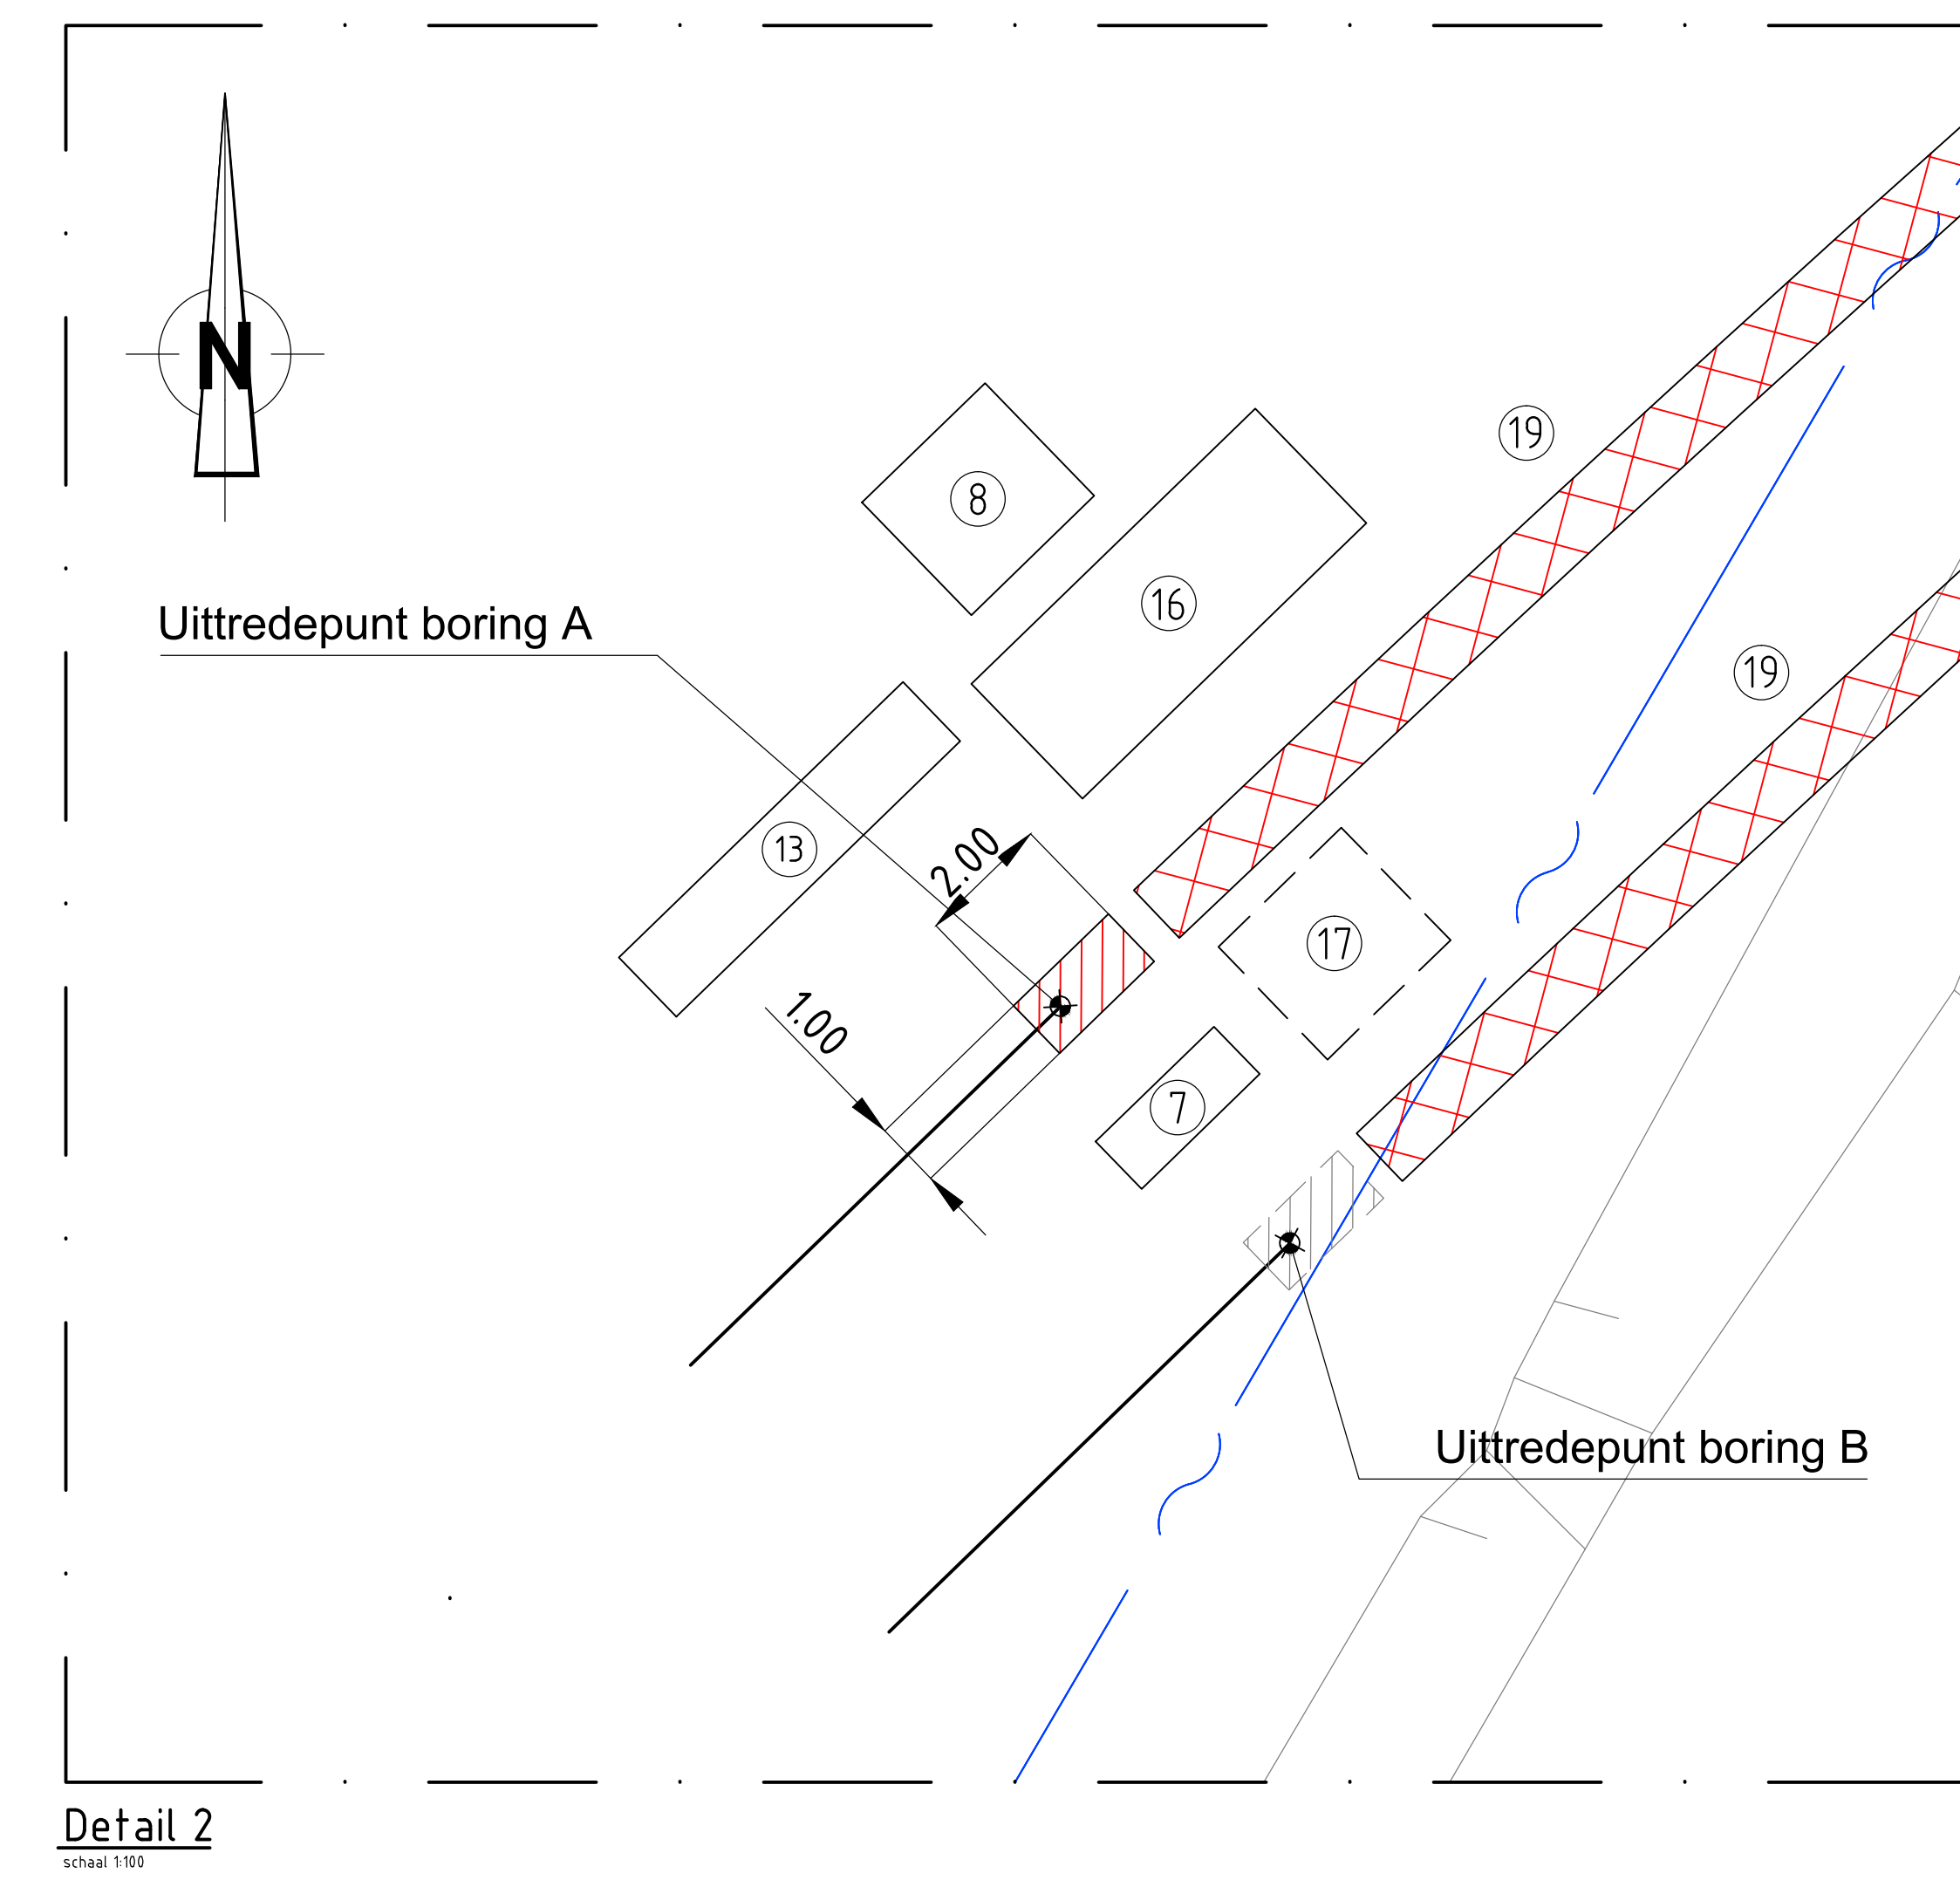 N
8
19
16
Uittredepunt boring A
19
13
2.00
17
1.00
7
Uittredepunt boring B
Detail 2
schaal 1:100